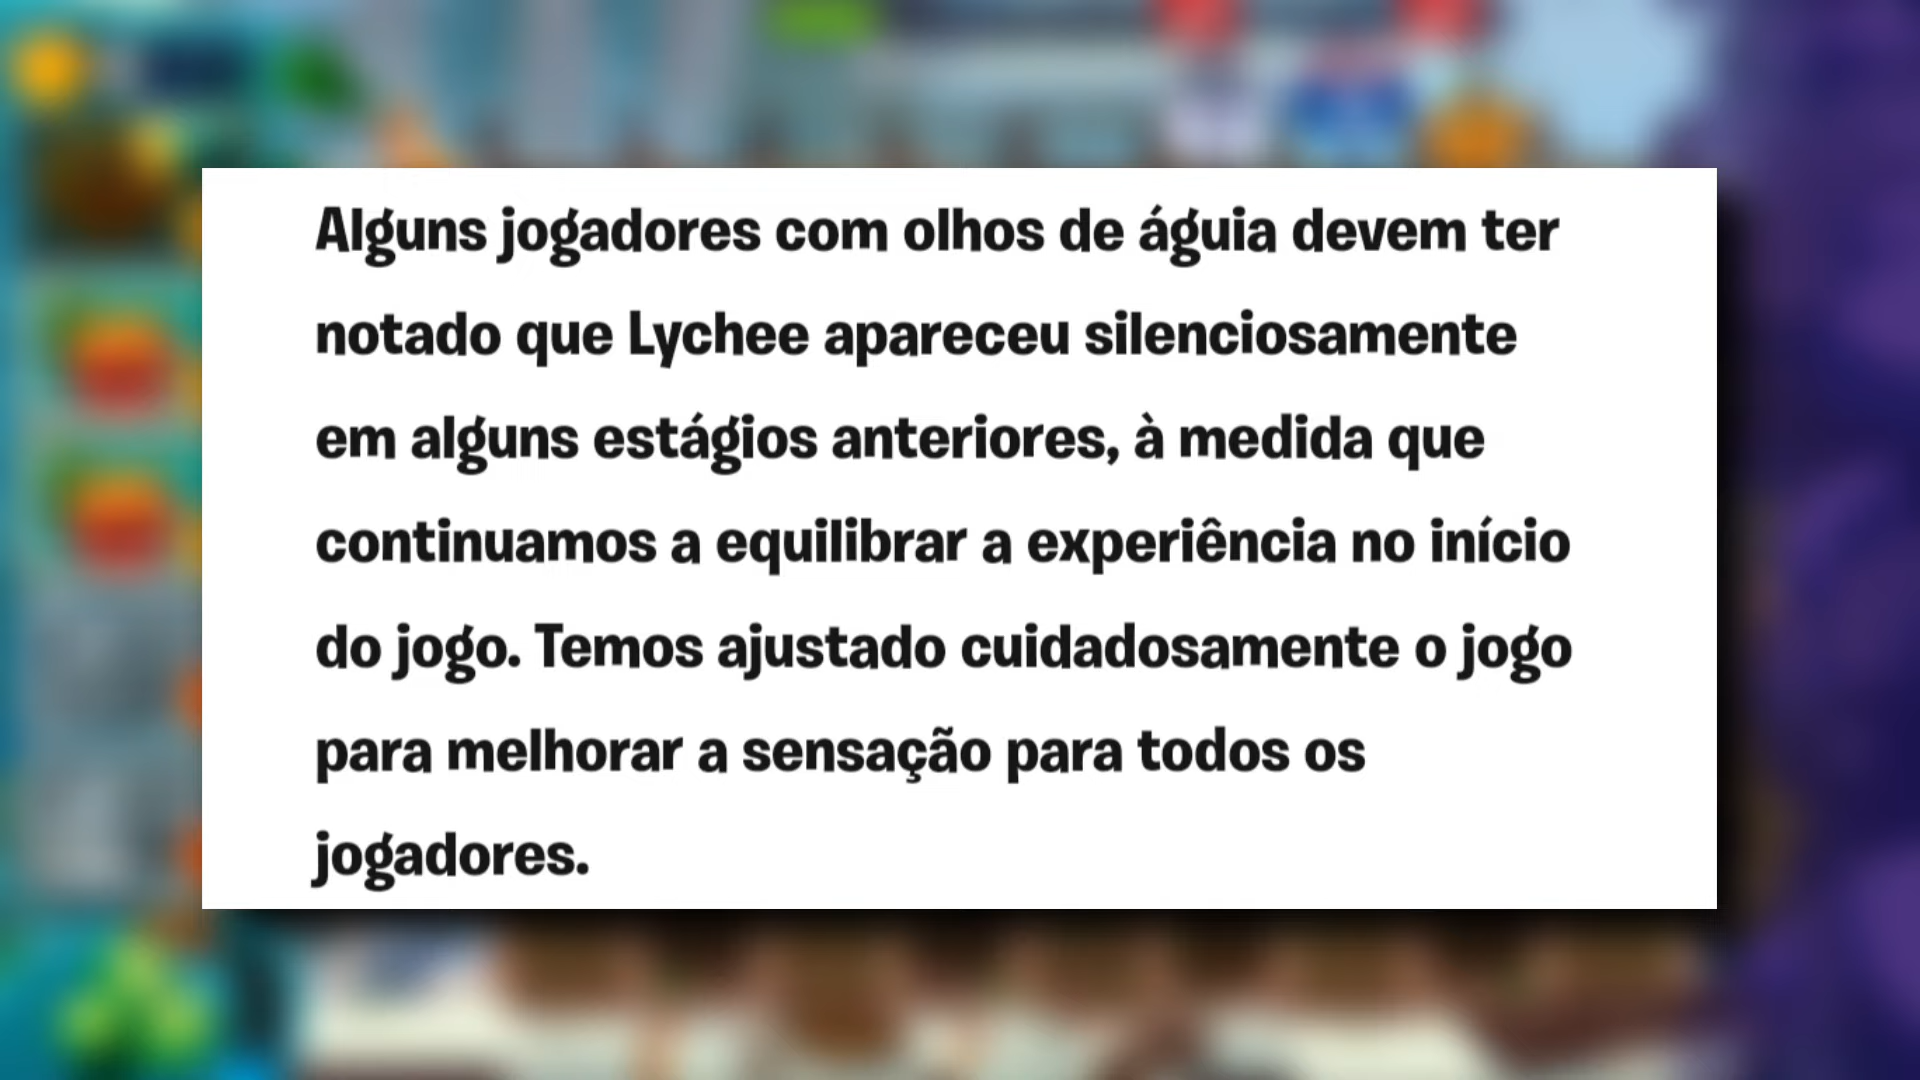 Alguns jogadores com olhos de águia devem ter
notado que Lychee apareceu silenciosamente
em alguns estágios anteriores, à medida que
continuamos a equilibrar a experiência no início
do jogo. Temos ajustado cuidadosamente o jogo
para melhorar a sensação para todos os
jogadores.